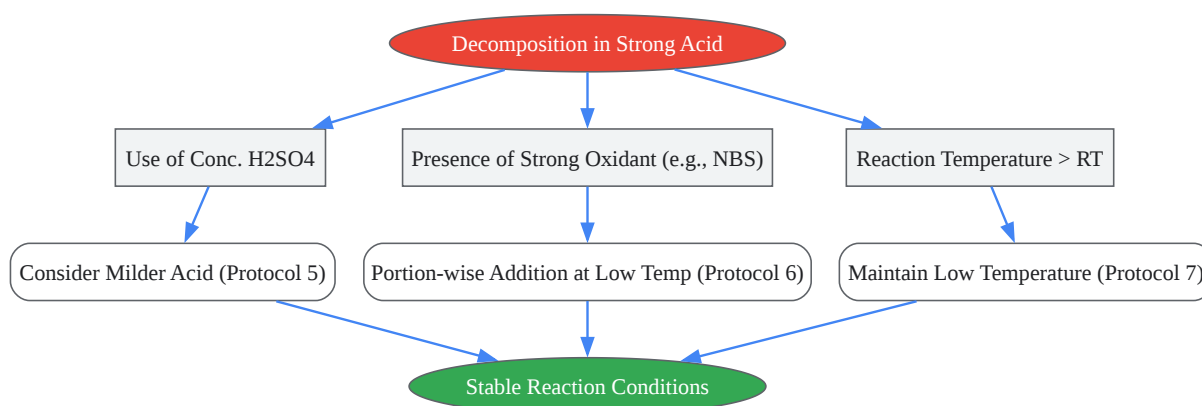 Decomposition in Strong Acid
Use of Conc. H2SO4
Presence of Strong Oxidant (e.g., NBS)
Reaction Temperature > RT
Consider Milder Acid (Protocol 5)
Portion-wise Addition at Low Temp (Protocol 6)
Maintain Low Temperature (Protocol 7)
Stable Reaction Conditions